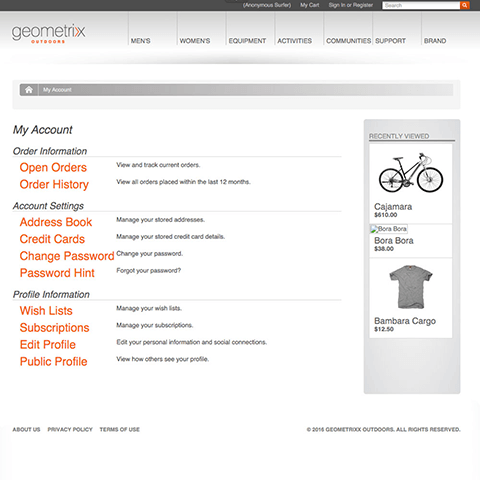 (Anonymous Surfer) My Cart Sign In or Register Search
geometrixx
OUTDOORS
MEN'S WOMEN'S EQUIPMENT ACTIVITIES COMMUNITIES SUPPORT BRAND
My Account
My Account
Order Information
Open Orders View and track current orders.
Order History View all orders placed within the last 12 months.
Account Settings
Address Book Manage your stored addresses.
Credit Cards Manage your stored credit card details.
Change Password Change your password.
Password Hint Forgot your password?
Profile Information
Wish Lists Manage your wish lists.
Subscriptions Manage your subscriptions.
Edit Profile Edit your personal information and social connections.
Public Profile View how others see your profile.
RECENTLY VIEWED
Cajamara
$610.00
Bora Bora
Bora Bora
$38.00
Bambara Cargo
$12.50
ABOUT US PRIVACY POLICY TERMS OF USE
© 2016 GEOMETRIXX OUTDOORS. ALL RIGHTS RESERVED.